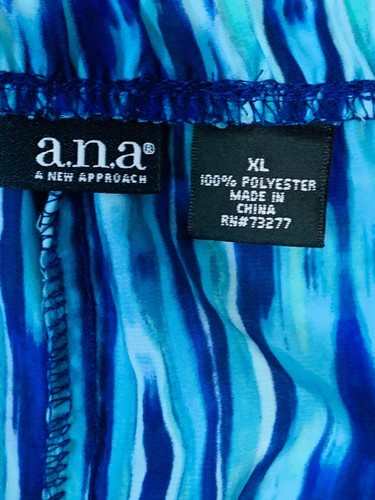 a.n.a®
A NEW APPROACH
XL
100% POLYESTER
MADE IN
CHINA
RN#73277